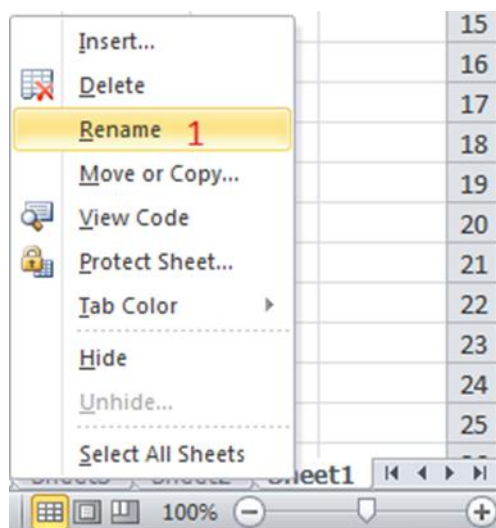 Insert...
Delete
Rename 1
Move or Copy...
View Code
Protect Sheet...
Tab Color
Hide
Unhide...
Select All Sheets
15
16
17
18
19
20
21
22
23
24
25
Sheet1
100%